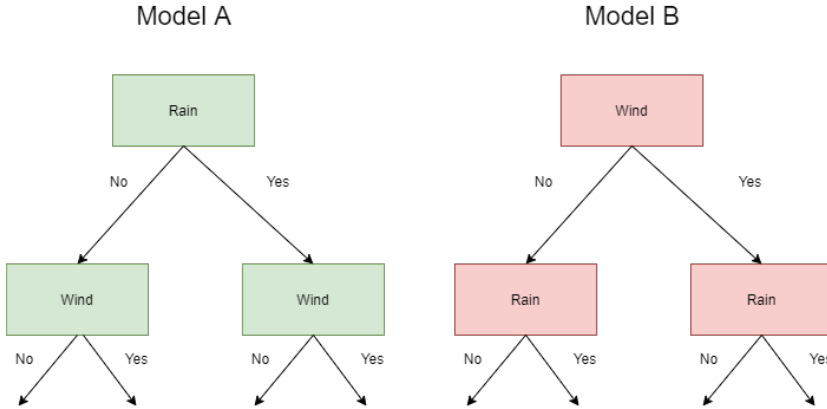 Model A
Model B
Rain
Wind
No
Yes
No
Yes
Wind
Wind
Rain
Rain
No
Yes
No
Yes
No
Yes
No
Yes